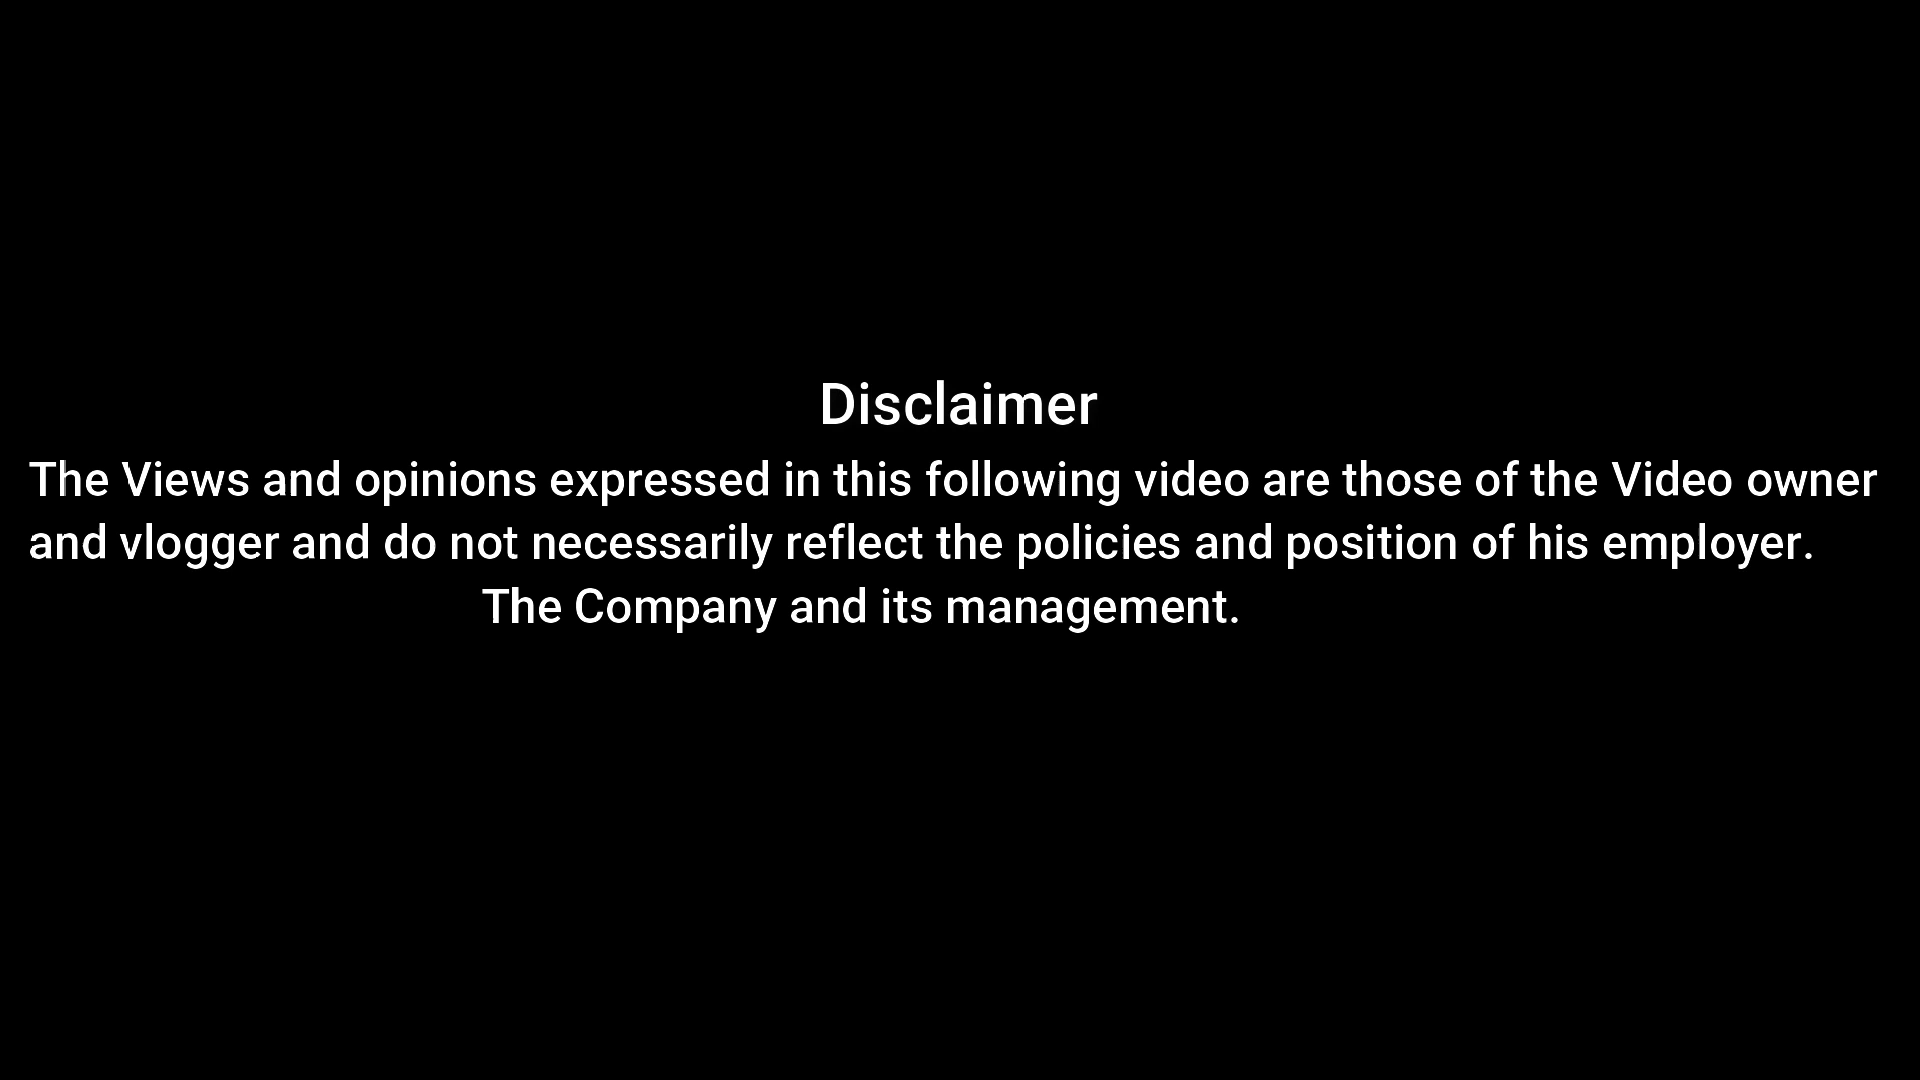 Disclaimer
The Views and opinions expressed in this following video are those of the Video owner
and vlogger and do not necessarily reflect the policies and position of his employer.
The Company and its management.